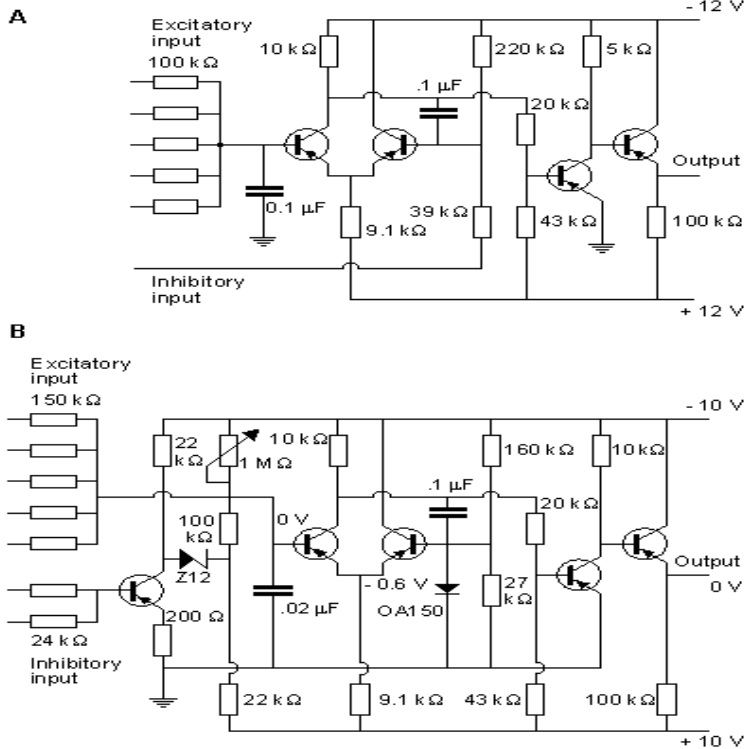 A
- 12 V
Excitatory
input
100 kΩ
10 kΩ
220 kΩ
5 kΩ
.1 µF
20 kΩ
Output
0.1 µF
9.1 kΩ
39 kΩ
43 kΩ
100 kΩ
Inhibitory
input
+ 12 V
B
Excitatory
input
150 kΩ
- 10 V
22
kΩ
1 MΩ
10 kΩ
160 kΩ
10kΩ
.1 µF
20 kΩ
100
kΩ
0 V
Z12
- 0.6 V
27
kΩ
Output
0 V
.02 µF
OA150
200 Ω
24 kΩ
Inhibitory
input
22 kΩ
9.1 kΩ
43 kΩ
100 kΩ
+ 10 V